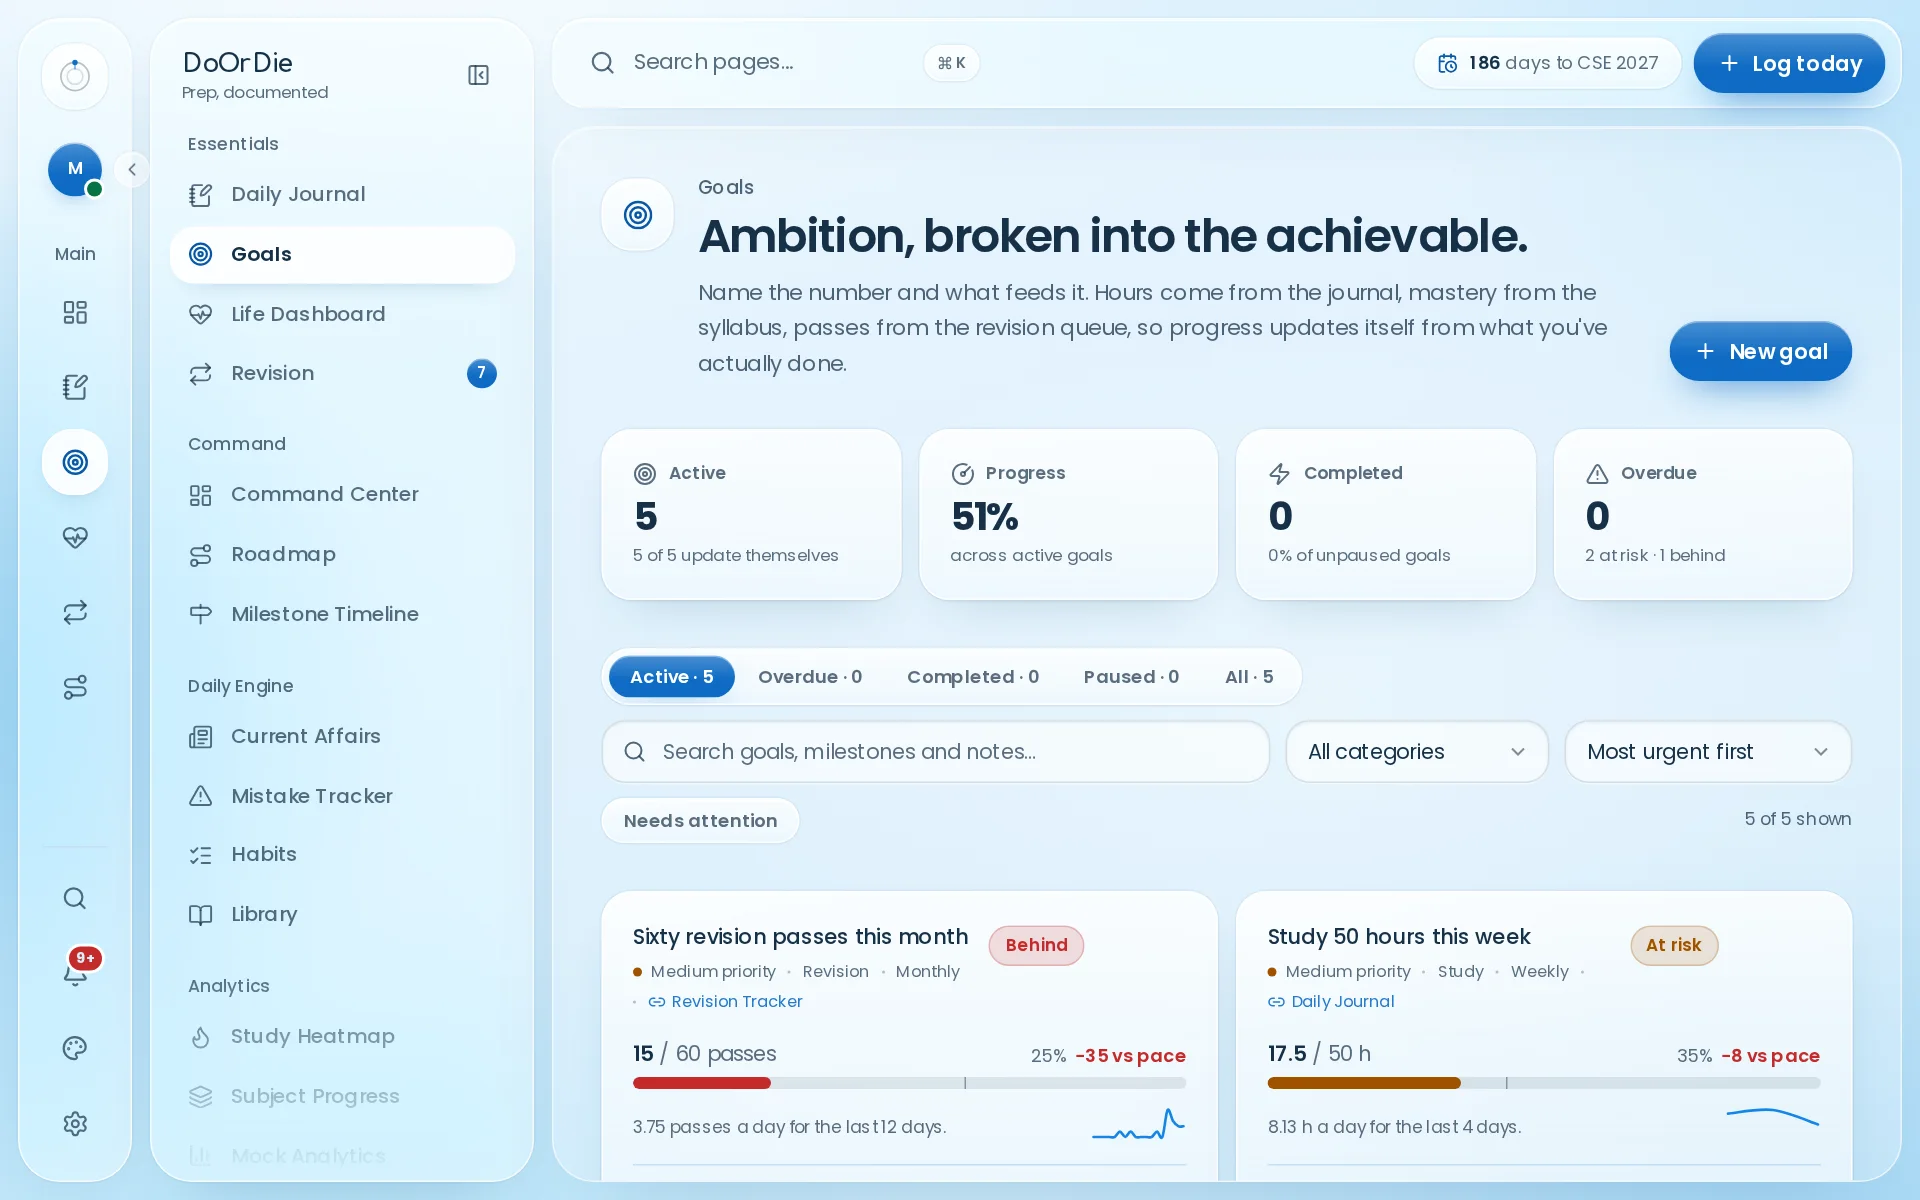 DoOrDie
Prep, documented
M
Main
9+
Essentials
Daily Journal
Goals
Life Dashboard
Revision 7
Command
Command Center
Roadmap
Milestone Timeline
Daily Engine
Current Affairs
Mistake Tracker
Habits
Library
Analytics
Study Heatmap
Subject Progress
Mock Analytics
Search pages... ⌘ K
186 days to CSE 2027
+ Log today
Goals
Ambition, broken into the achievable.
Name the number and what feeds it. Hours come from the journal, mastery from the
syllabus, passes from the revision queue, so progress updates itself from what you've
actually done.
+ New goal
Active
5
5 of 5 update themselves
Progress
51%
across active goals
Completed
0
0% of unpaused goals
Overdue
0
2 at risk · 1 behind
Active · 5 Overdue · 0 Completed · 0 Paused · 0 All · 5
Search goals, milestones and notes... All categories Most urgent first
Needs attention 5 of 5 shown
Sixty revision passes this month Behind
Medium priority · Revision · Monthly
· Revision Tracker
15 / 60 passes 25% -35 vs pace
3.75 passes a day for the last 12 days.
Study 50 hours this week At risk
Medium priority · Study · Weekly ·
Daily Journal
17.5 / 50 h 35% -8 vs pace
8.13 h a day for the last 4 days.